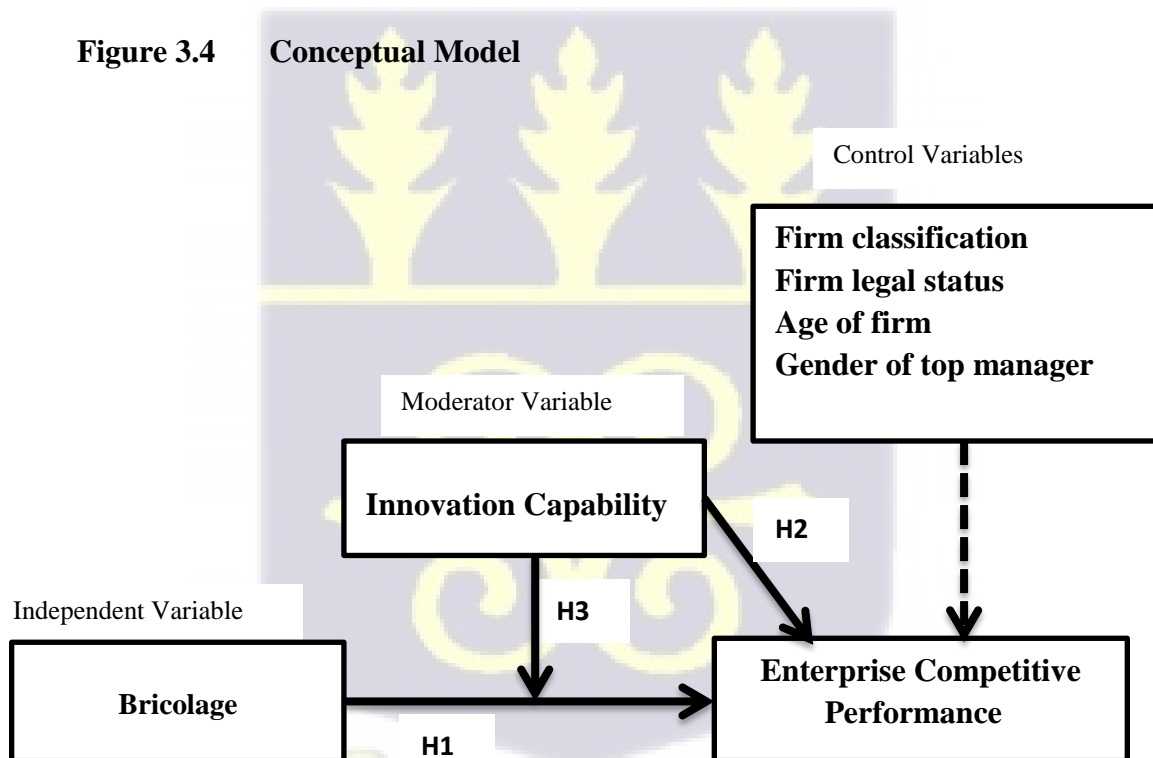 Figure 3.4 Conceptual Model
Control Variables
Firm classification
Firm legal status
Age of firm
Gender of top manager
Moderator Variable
Innovation Capability
H2
H3
Independent Variable
Bricolage
Enterprise Competitive
Performance
H1